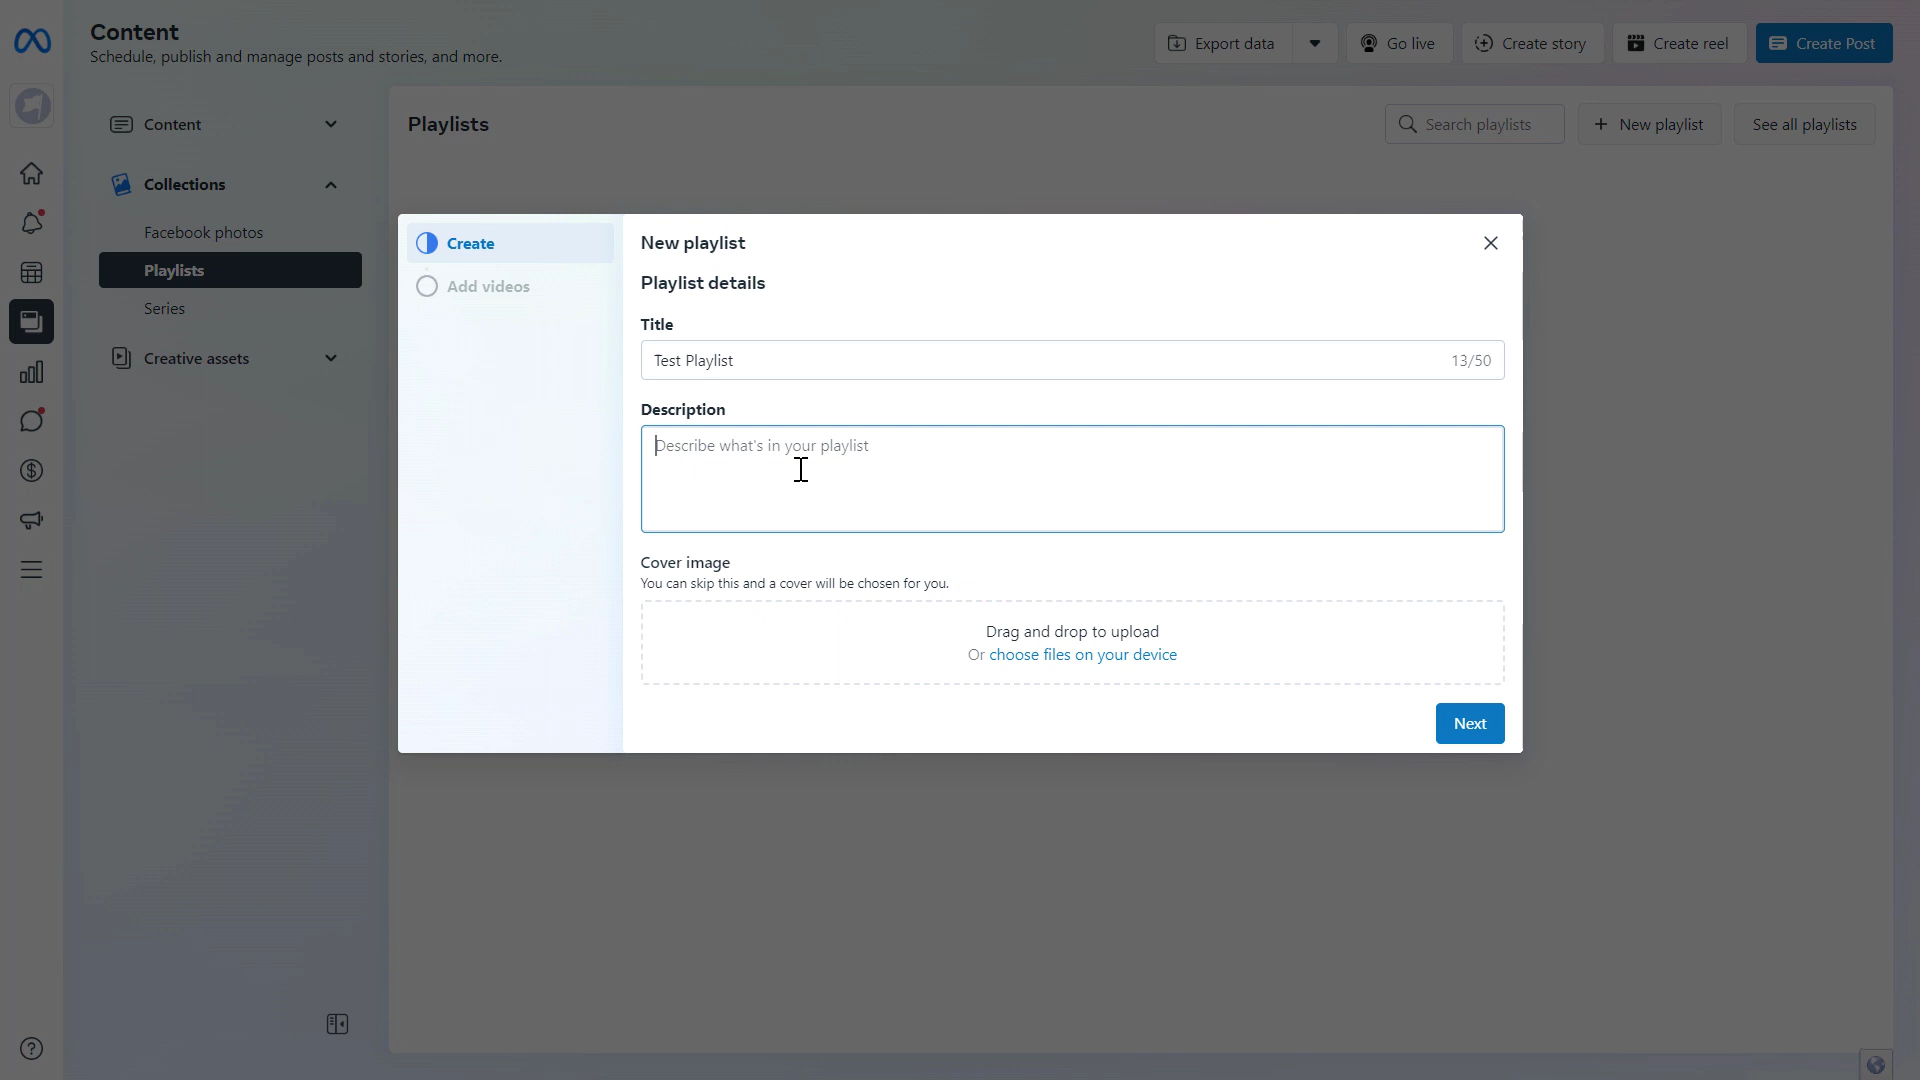 Content
Schedule, publish and manage posts and stories, and more.
Export data
Go live
Create story
Create reel
Create Post
Content
Collections
Facebook photos
Playlists
Series
Creative assets
Playlists
Search playlists
+ New playlist
See all playlists
Create
Add videos
New playlist
Playlist details
Title
Test Playlist
13/50
Description
Describe what's in your playlist
Cover image
You can skip this and a cover will be chosen for you.
Drag and drop to upload
Or choose files on your device
Next